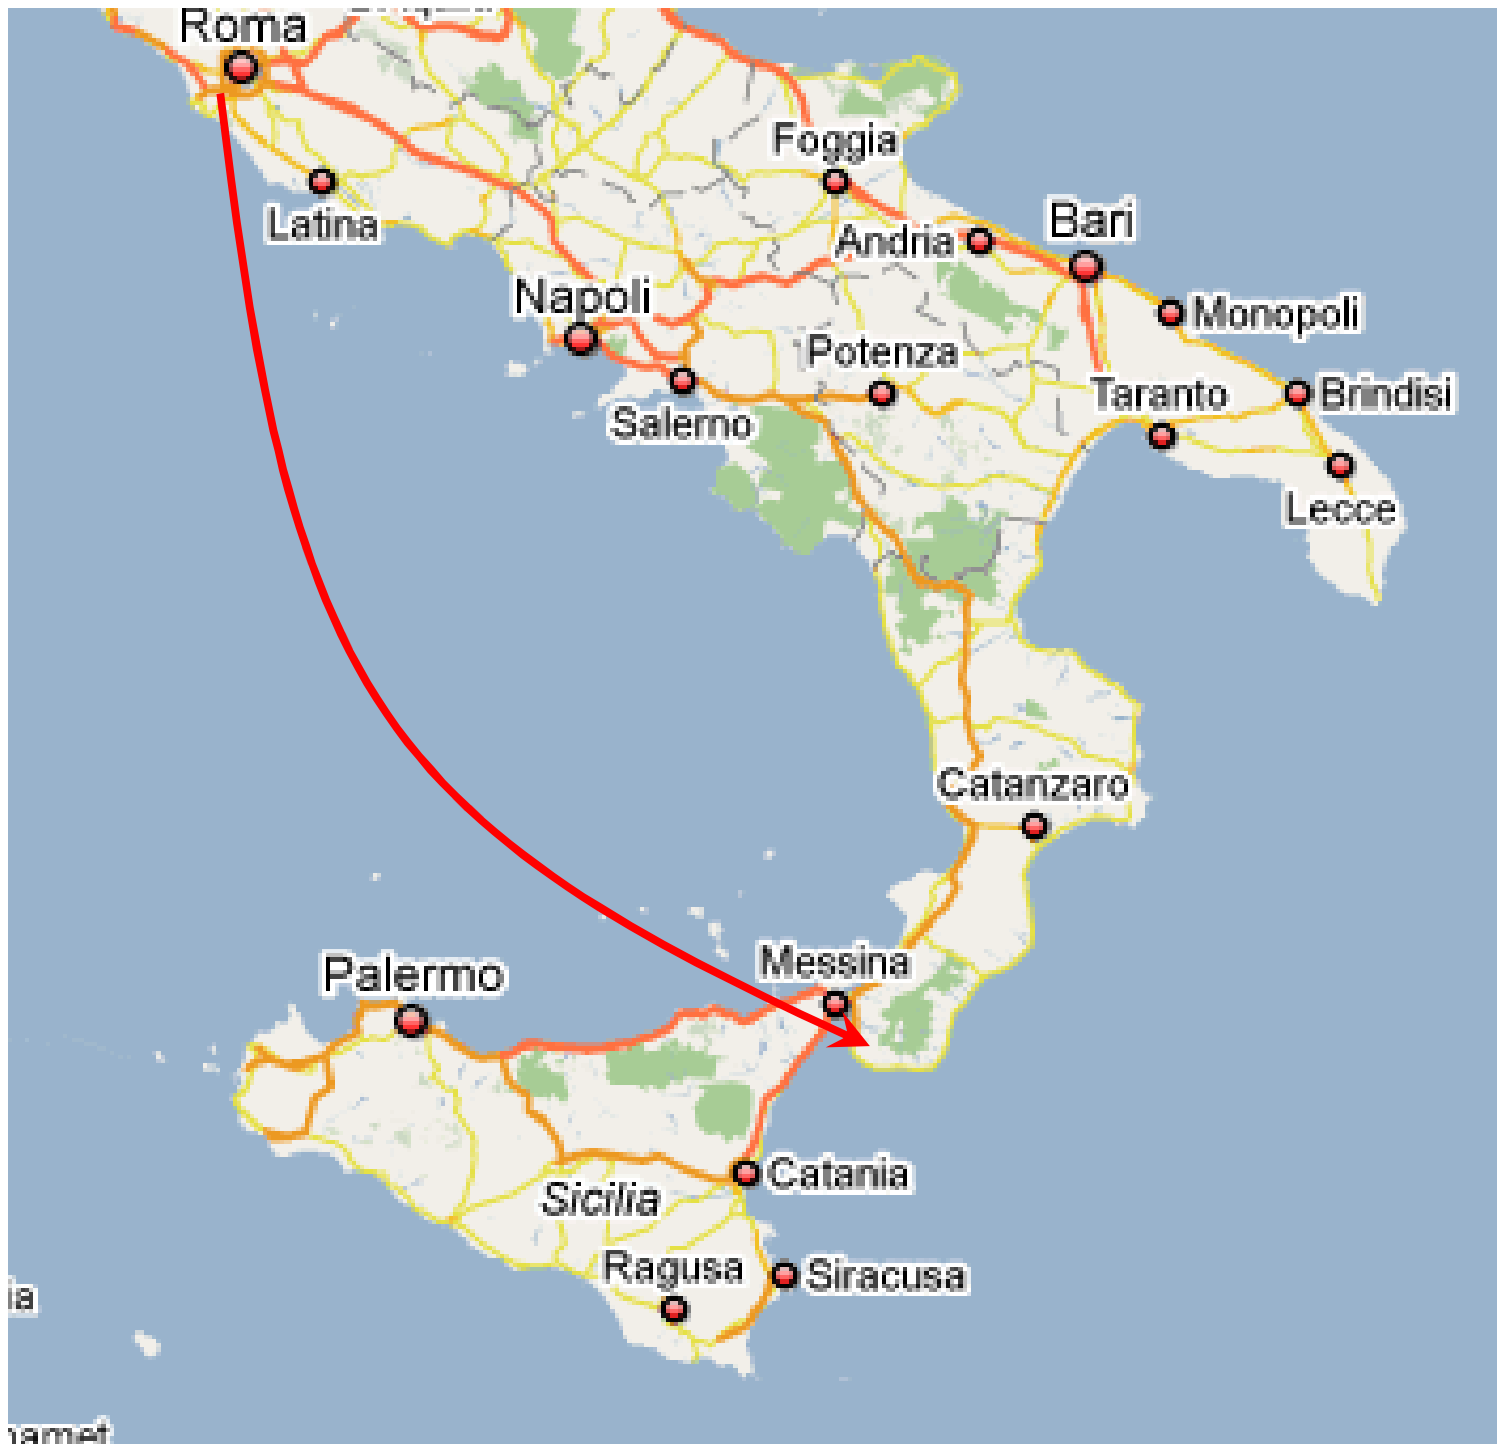 Roma
Foggia
Latina
Andria
Bari
Napoli
Monopoli
Potenza
Taranto
Brindisi
Salerno
Lecce
Catanzaro
Messina
Palermo
Catania
Sicilia
Ragusa
Siracusa
ia